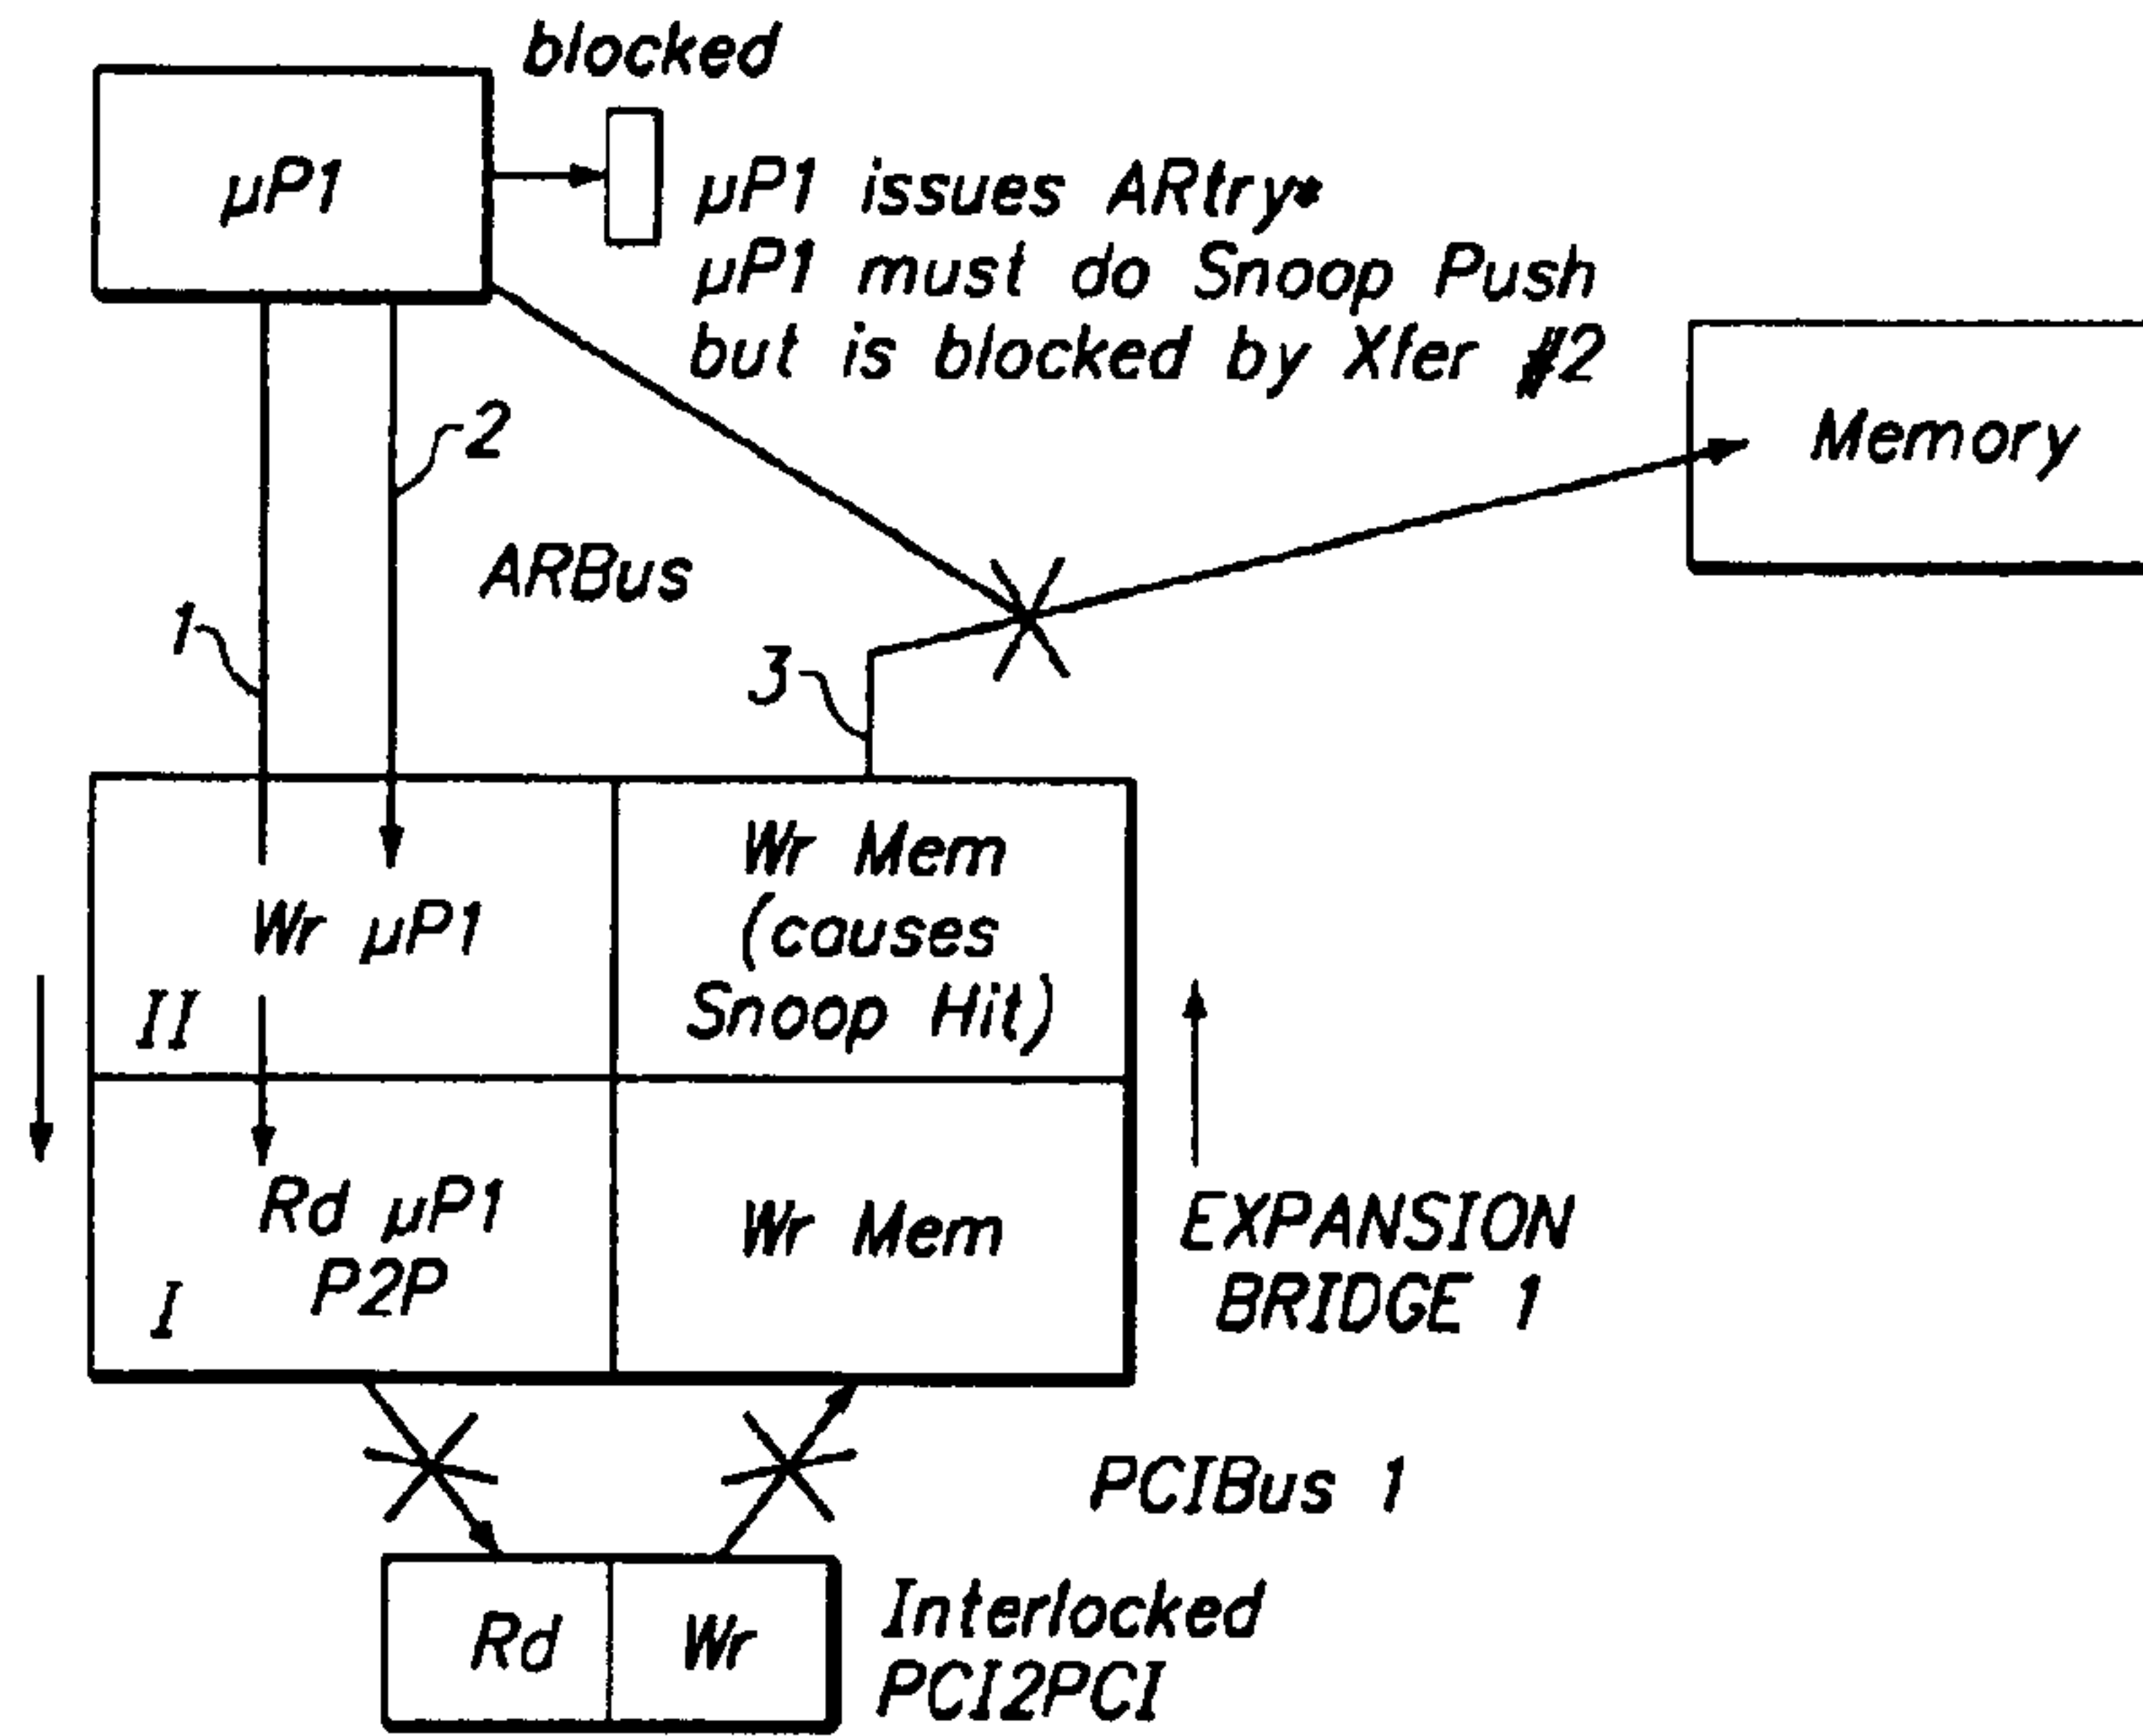 blocked
μP1
μP1 issues ARtry•
μP1 must do Snoop Push
but is blocked by Xfer #2
Memory
2
ARBus
1
3
Wr μP1
II
Wr Mem
(causes
Snoop Hit)
Rd μP1
P2P
I
Wr Mem
EXPANSION
BRIDGE 1
PCIBus 1
Rd
Wr
Interlocked
PCI2PCI